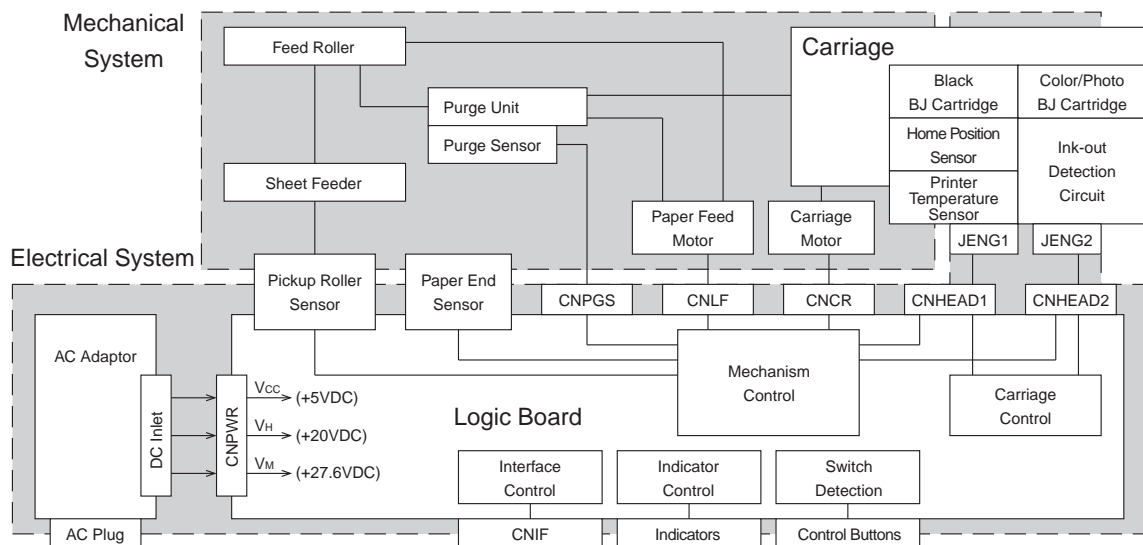 Mechanical
System
Feed Roller
Carriage
Black
BJ Cartridge
Color/Photo
BJ Cartridge
Purge Unit
Purge Sensor
Home Position
Sensor
Ink-out
Detection
Circuit
Sheet Feeder
Printer
Temperature
Sensor
Paper Feed
Motor
Carriage
Motor
JENG1
JENG2
Electrical System
Pickup Roller
Sensor
Paper End
Sensor
CNPGS
CNLF
CNCR
CNHEAD1
CNHEAD2
AC Adaptor
Mechanism
Control
Carriage
Control
DC Inlet
CNPWR
VCC
(+5VDC)
VH
(+20VDC)
VM
(+27.6VDC)
Logic Board
Interface
Control
Indicator
Control
Switch
Detection
AC Plug
CNIF
Indicators
Control Buttons